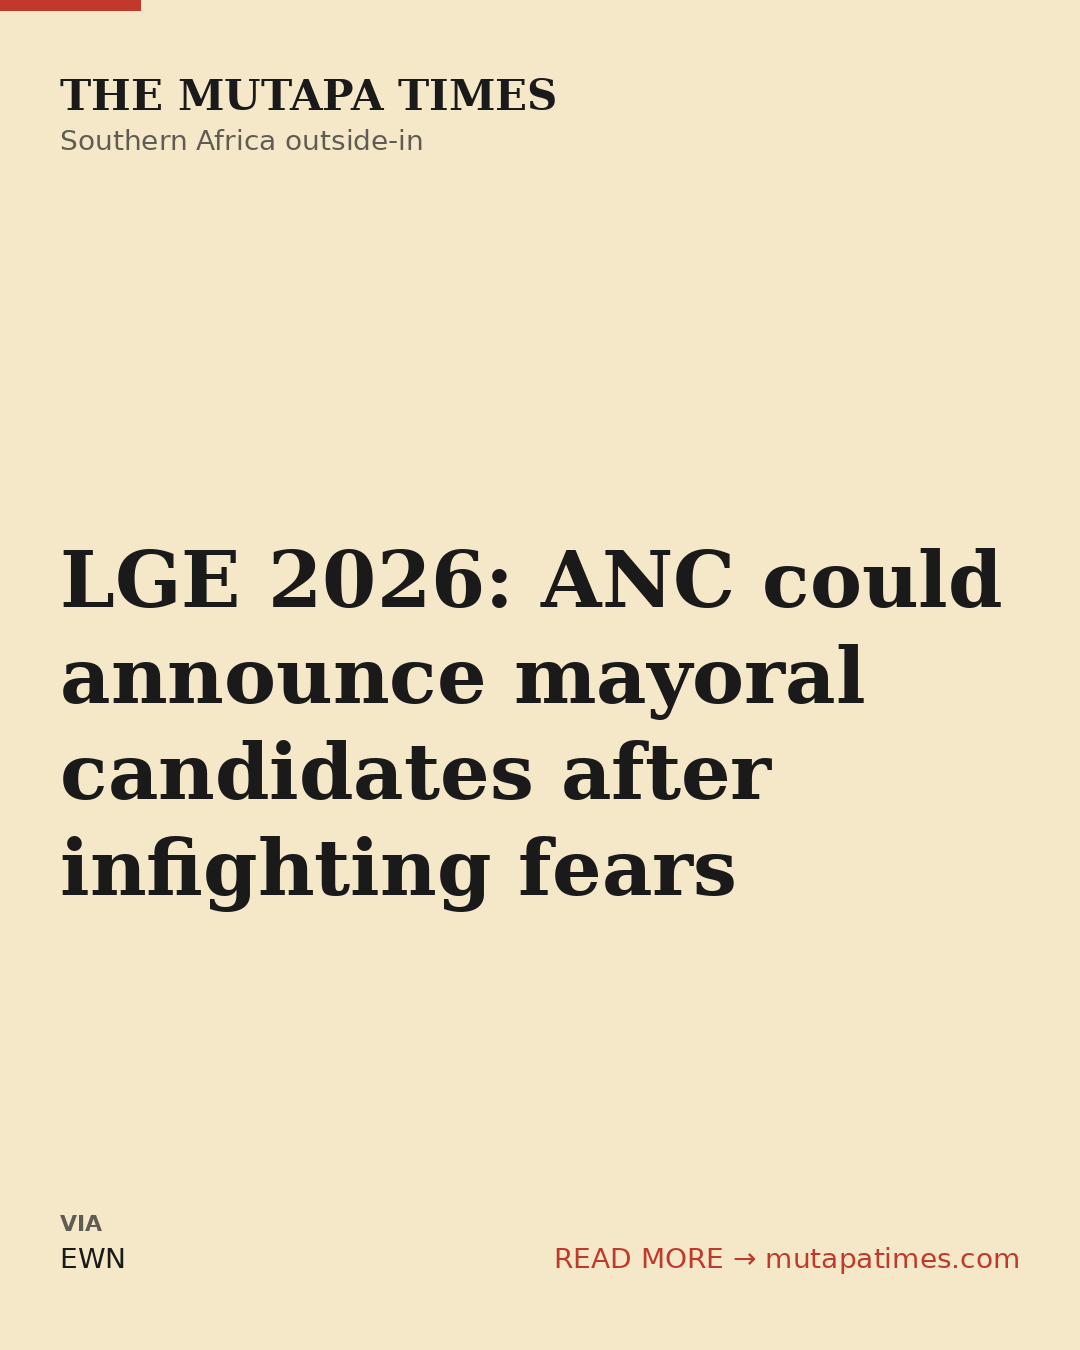 THE MUTAPA TIMES
Southern Africa outside-in
LGE 2026: ANC could
announce mayoral
candidates after
infighting fears
VIA
EWN
READ MORE → mutapatimes.com